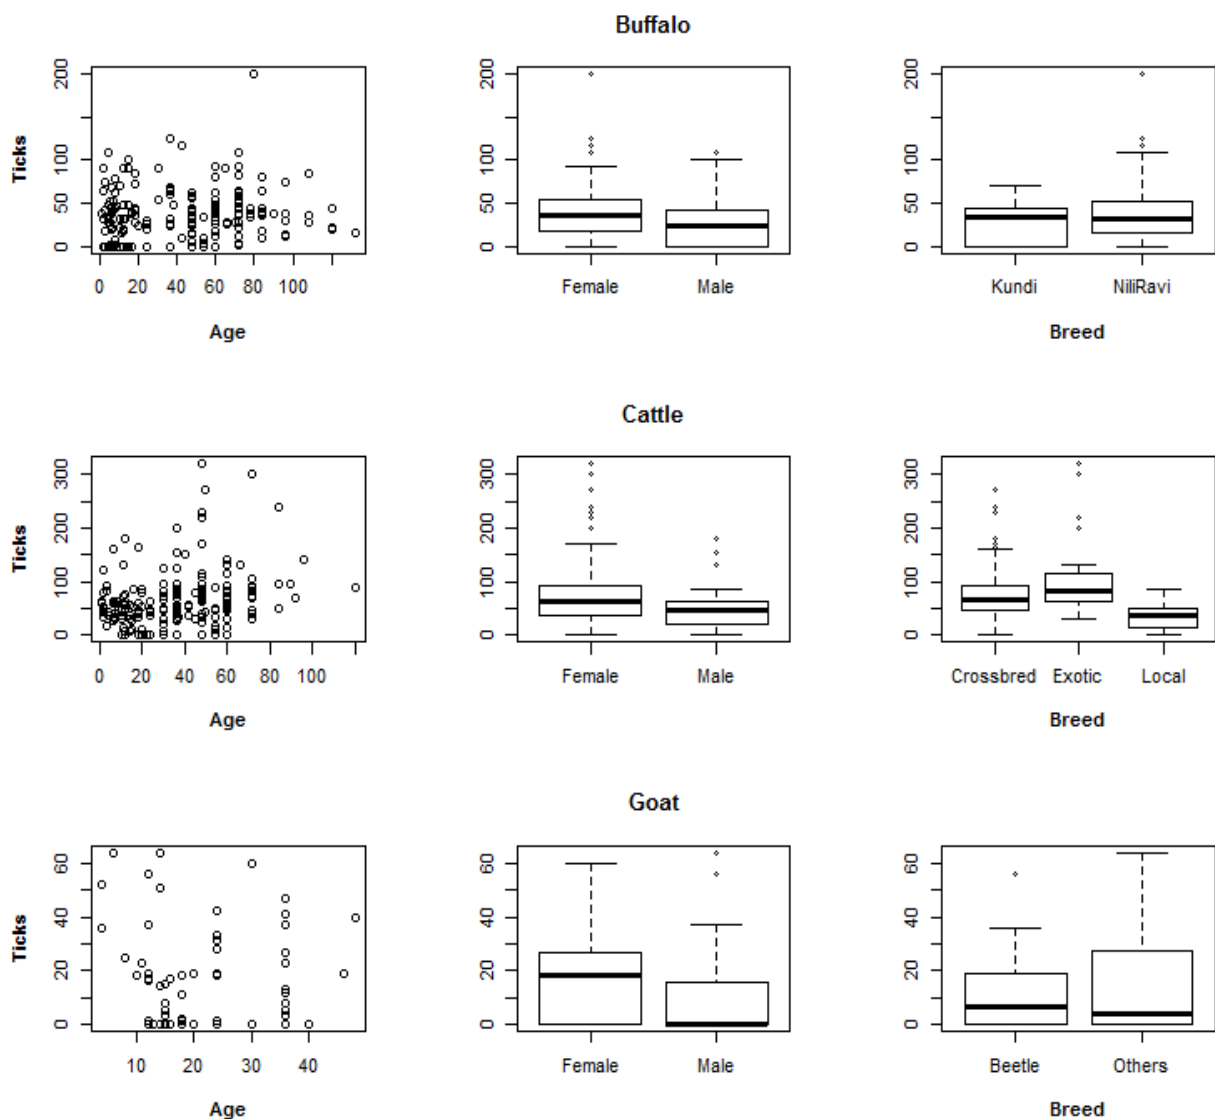 Buffalo
Ticks
0 50 100 200
0 20 40 60 80 100
Age
0 50 100 200
Female Male
0 50 100 200
Kundi NiliRavi
Breed
Cattle
Ticks
0 100 200 300
0 20 40 60 80 100
Age
0 100 200 300
Female Male
0 100 200 300
Crossbred Exotic Local
Breed
Goat
Ticks
0 20 40 60
10 20 30 40
Age
0 20 40 60
Female Male
0 20 40 60
Beetle Others
Breed